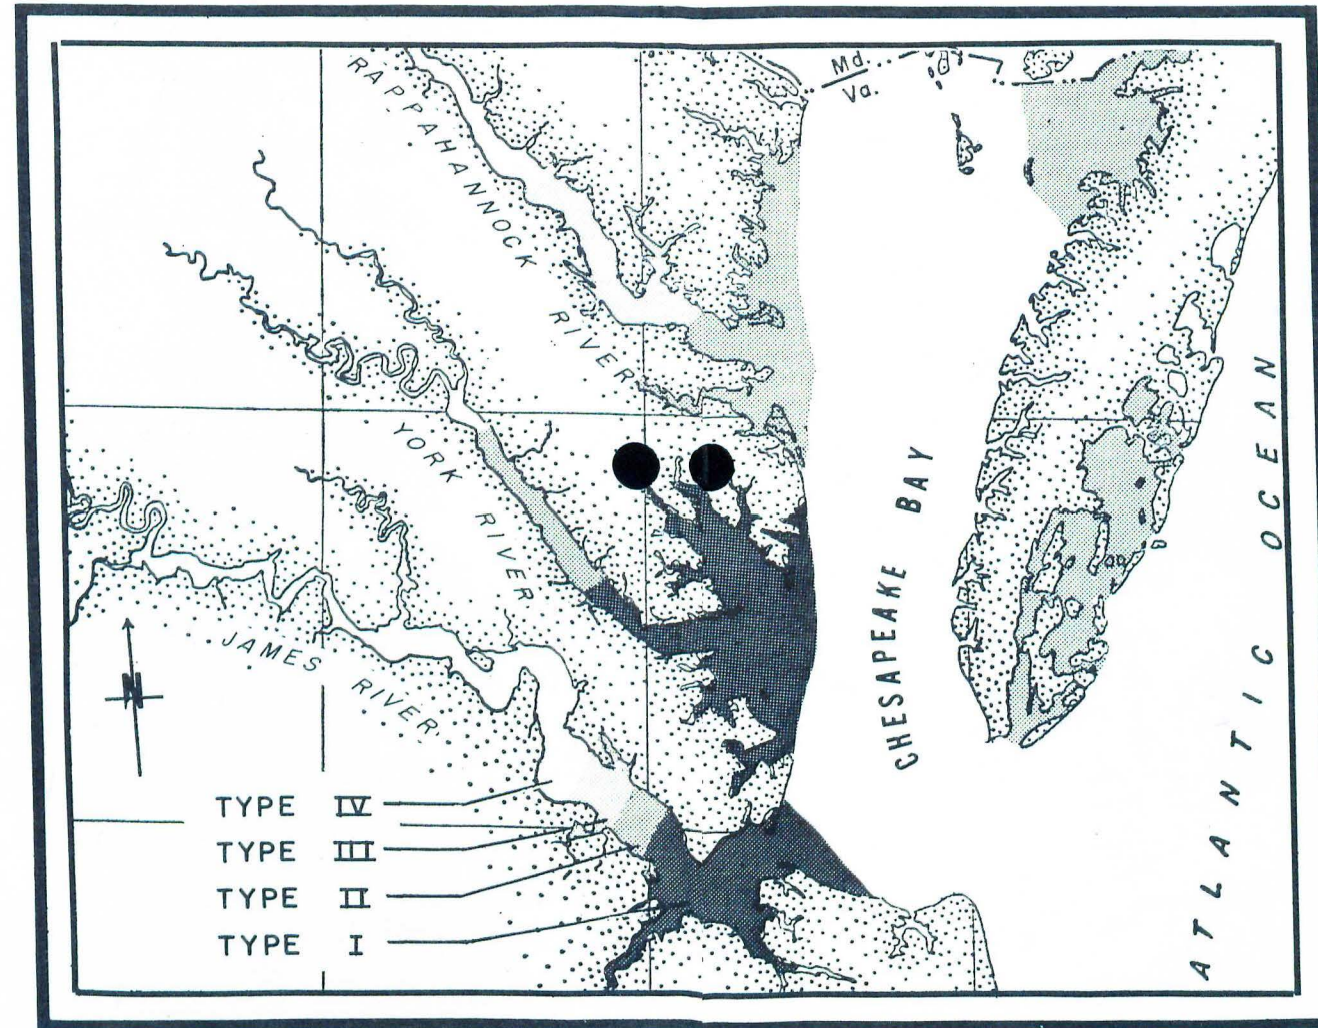 Md.
Va.
RAPPAHANNOCK RIVER
YORK RIVER
JAMES RIVER
N
CHESAPEAKE BAY
ATLANTIC OCEAN
TYPE IV
TYPE III
TYPE II
TYPE I